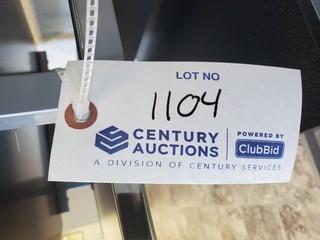 LOT NO
1104
CENTURY AUCTIONS
POWERED BY
ClubBid
A DIVISION OF CENTURY SERVICES